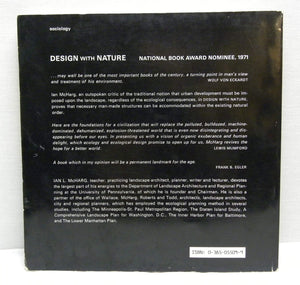 sociology
DESIGN WITH NATURE NATIONAL BOOK AWARD NOMINEE, 1971
...may well be one of the most important books of the century, a turning point in man's view
and treatment of his environment.
WOLF VON ECKARDT
Ian McHarg, an outspoken critic of the traditional notion that urban development must be imposed
upon the landscape, regardless of the ecological consequences, in DESIGN WITH NATURE,
proves that necessary man-made structures can be accommodated within the existing natural
order.
Here are the foundations for a civilization that will replace the polluted, bulldozed, machine-
dominated, dehumanized, explosion-threatened world that is even now disintegrating and dis-
appearing before our eyes. In presenting us with a vision of organic exuberance and human
delight, which ecology and ecological design promise to open up for us, McHarg revives the
hope for a better world.
LEWIS MUMFORD
A book which in my opinion will be a permanent landmark for the age.
FRANK E. EGLER
IAN L. McHARG, teacher, practicing landscape architect, planner, writer and lecturer, devotes
the largest part of his energies to the Department of Landscape Architecture and Regional Planning
at the University of Pennsylvania, of which he is founder and Chairman. He is also a
partner of the office of Wallace, McHarg, Roberts and Todd, architects, landscape architects,
city and regional planners, which has employed the ecological planning method in several
studies, including The Minneapolis-St. Paul Metropolitan Region, The Staten Island Study, A
Comprehensive Landscape Plan for Washington, D.C., The Inner Harbor Plan for Baltimore,
and The Lower Manhattan Plan.
ISBN: 0-385-05509-9